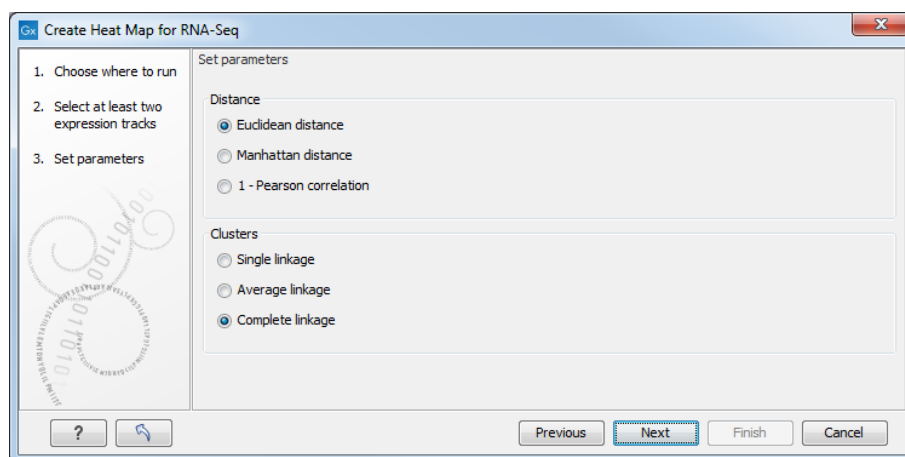 Gx Create Heat Map for RNA-Seq
1. Choose where to run
2. Select at least two
expression tracks
3. Set parameters
Set parameters
Distance
Euclidean distance
Manhattan distance
1 - Pearson correlation
Clusters
Single linkage
Average linkage
Complete linkage
?
Previous
Next
Finish
Cancel